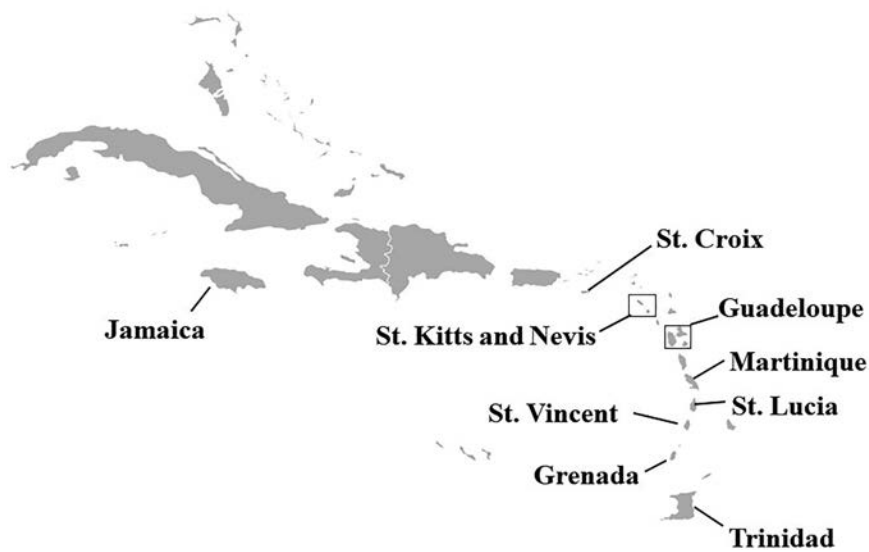 St. Croix
Guadeloupe
Jamaica
St. Kitts and Nevis
Martinique
St. Lucia
St. Vincent
Grenada
Trinidad